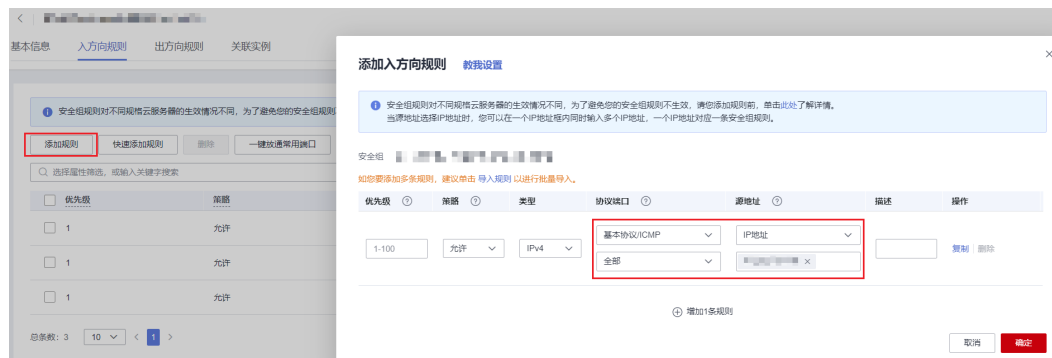 基本信息 入方向规则 出方向规则 关联实例
安全组规则对不同规格云服务器的生效情况不同，为了避免您的安全组规则
添加规则 快速添加规则 删除 一键放通常用端口
选择属性筛选，或输入关键字搜索
优先级 策略
1 允许
1 允许
1 允许
总条数：3 10 < 1 >
添加入方向规则 教我设置
安全组规则对不同规格云服务器的生效情况不同，为了避免您的安全组规则不生效，请您添加规则前，单击此处了解详情。
当源地址选择IP地址时，您可以在一个IP地址框内同时输入多个IP地址，一个IP地址对应一条安全组规则。
安全组
如您要添加多条规则，建议单击 导入规则 以进行批量导入。
优先级 策略 类型 协议端口 源地址 描述 操作
1-100 允许 IPv4 基本协议/ICMP IP地址 复制 删除
全部
增加1条规则
取消 确定